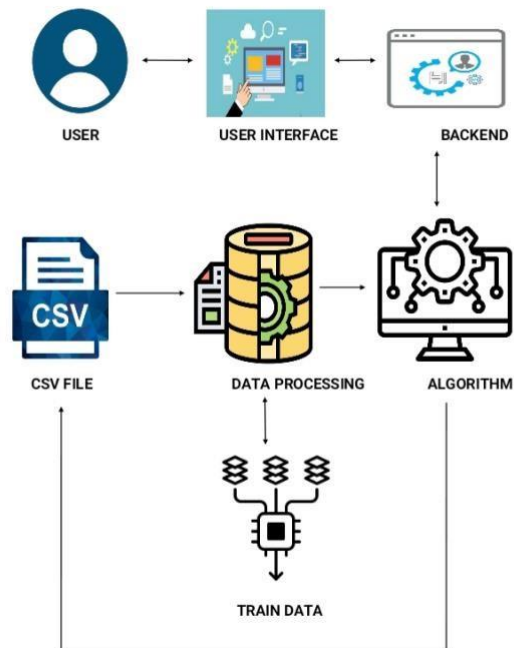 USER
USER INTERFACE
BACKEND
CSV
CSV FILE
DATA PROCESSING
ALGORITHM
TRAIN DATA